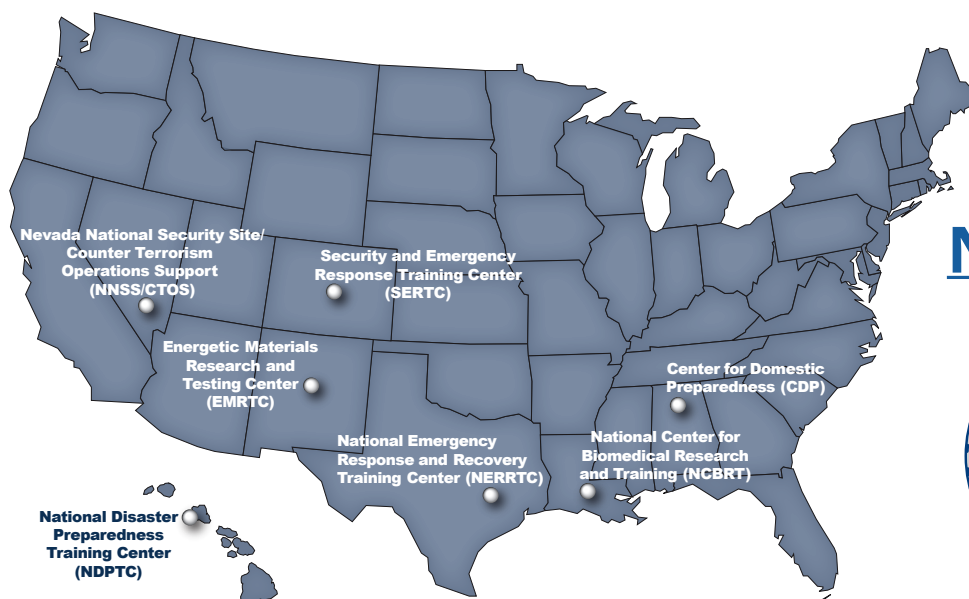 Nevada National Security Site/
Counter Terrorism
Operations Support
(NNSS/CTOS)
Security and Emergency
Response Training Center
(SERTC)
Energetic Materials
Research and
Testing Center
(EMRTC)
Center for Domestic
Preparedness (CDP)
National Emergency
Response and Recovery
Training Center (NERRTC)
National Center for
Biomedical Research
and Training (NCBRT)
National Disaster
Preparedness
Training Center
(NDPTC)
N